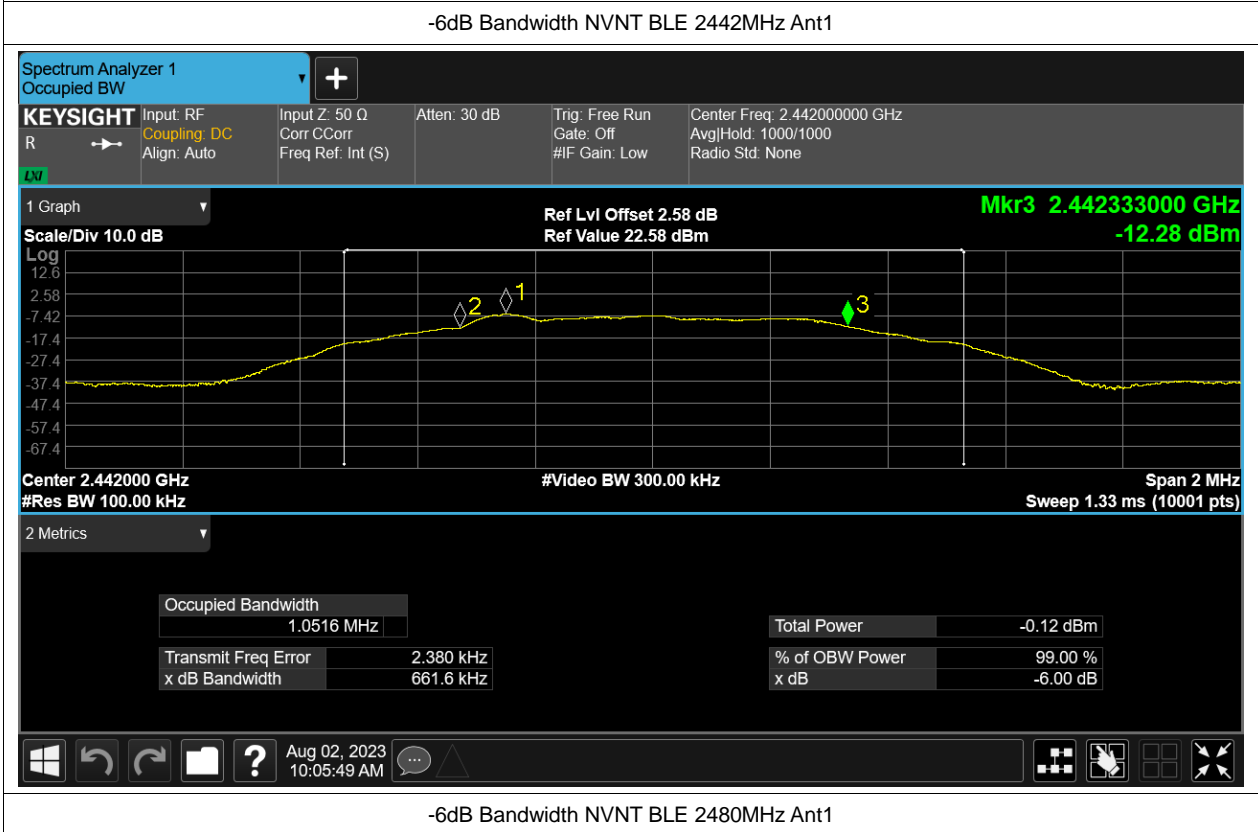 -6dB Bandwidth NVNT BLE 2442MHz Ant1
Spectrum Analyzer 1
Occupied BW
KEYSIGHT
R
LXI
Input: RF
Coupling: DC
Align: Auto
Input Z: 50 Ω
Corr CCorr
Freq Ref: Int (S)
Atten: 30 dB
Trig: Free Run
Gate: Off
#IF Gain: Low
Center Freq: 2.442000000 GHz
Avg|Hold: 1000/1000
Radio Std: None
1 Graph
Scale/Div 10.0 dB
Ref Lvl Offset 2.58 dB
Ref Value 22.58 dBm
Mkr3 2.442333000 GHz
-12.28 dBm
Log
12.6
2.58
-7.42
-17.4
-27.4
-37.4
-47.4
-57.4
-67.4
2
1
3
Center 2.442000 GHz
#Res BW 100.00 kHz
#Video BW 300.00 kHz
Span 2 MHz
Sweep 1.33 ms (10001 pts)
2 Metrics
Occupied Bandwidth
1.0516 MHz
Transmit Freq Error 2.380 kHz
x dB Bandwidth 661.6 kHz
Total Power -0.12 dBm
% of OBW Power 99.00 %
x dB -6.00 dB
?
Aug 02, 2023
10:05:49 AM
-6dB Bandwidth NVNT BLE 2480MHz Ant1